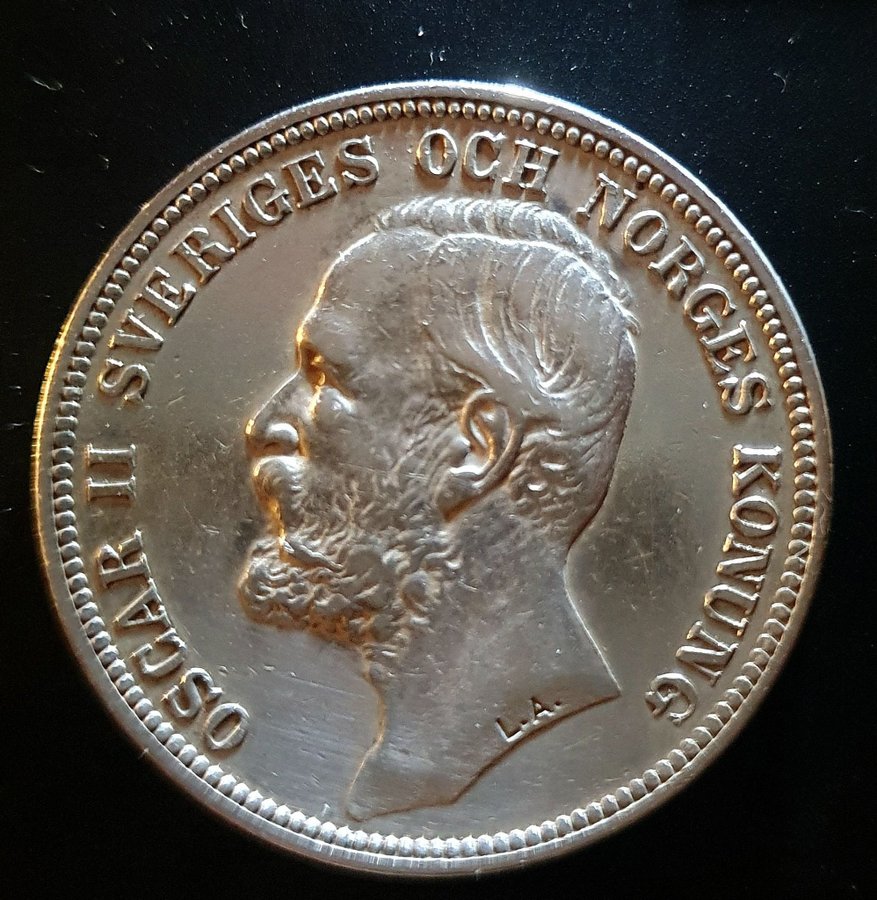 OSCAR II SVERIGES OCH NORGES KONUNG
L.A.